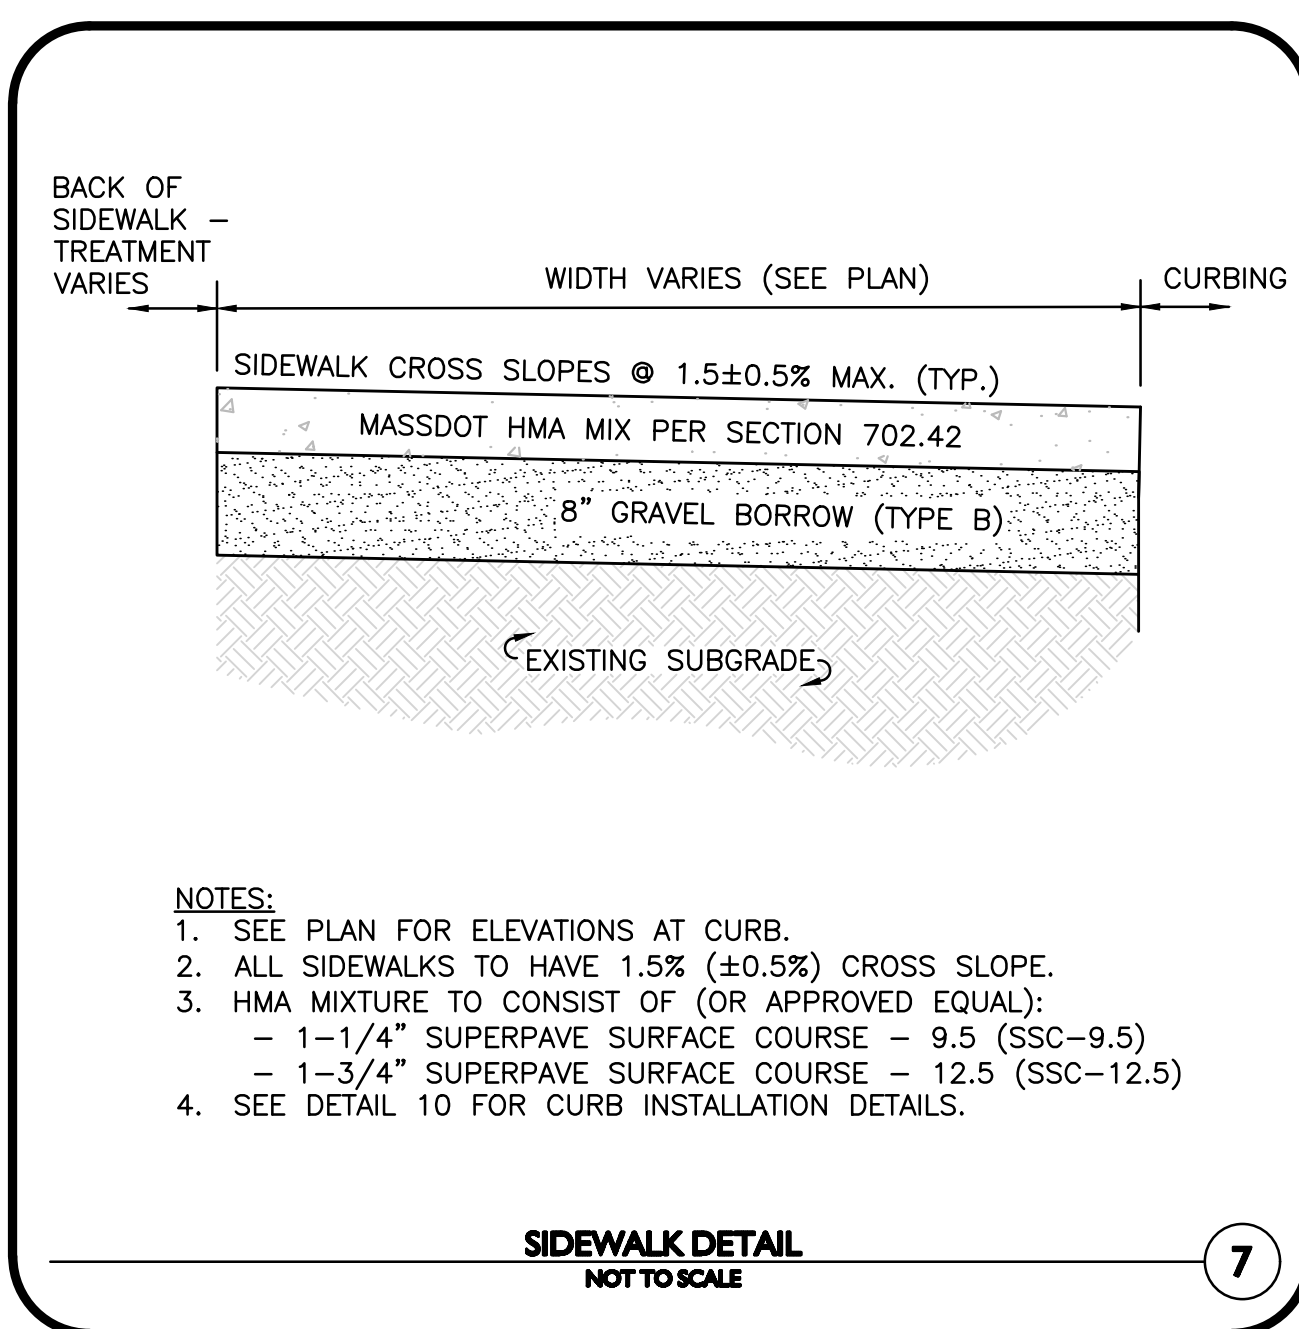 BACK OF
SIDEWALK –
TREATMENT
VARIES
WIDTH VARIES (SEE PLAN)
CURBING
SIDEWALK CROSS SLOPES @ 1.5±0.5% MAX. (TYP.)
MASSDOT HMA MIX PER SECTION 702.42
8” GRAVEL BORROW (TYPE B)
EXISTING SUBGRADE
NOTES:
1. SEE PLAN FOR ELEVATIONS AT CURB.
2. ALL SIDEWALKS TO HAVE 1.5% (±0.5%) CROSS SLOPE.
3. HMA MIXTURE TO CONSIST OF (OR APPROVED EQUAL):
– 1–1/4” SUPERPAVE SURFACE COURSE – 9.5 (SSC–9.5)
– 1–3/4” SUPERPAVE SURFACE COURSE – 12.5 (SSC–12.5)
4. SEE DETAIL 10 FOR CURB INSTALLATION DETAILS.
SIDEWALK DETAIL
NOT TO SCALE
7